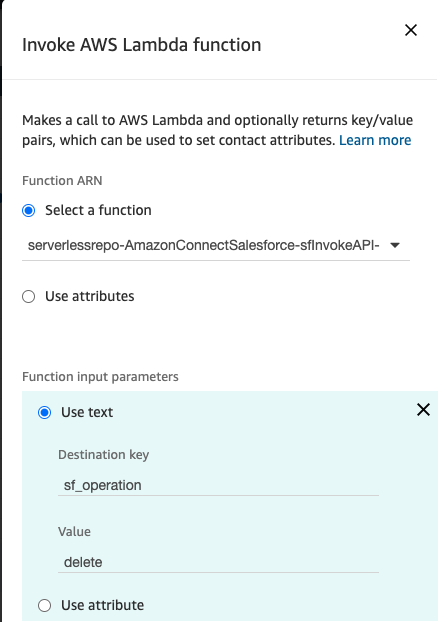 Invoke AWS Lambda function
Makes a call to AWS Lambda and optionally returns key/value
pairs, which can be used to set contact attributes. Learn more
Function ARN
Select a function
serverlessrepo-AmazonConnectSalesforce-sfInvokeAPI-
Use attributes
Function input parameters
Use text
Destination key
sf_operation
Value
delete
Use attribute